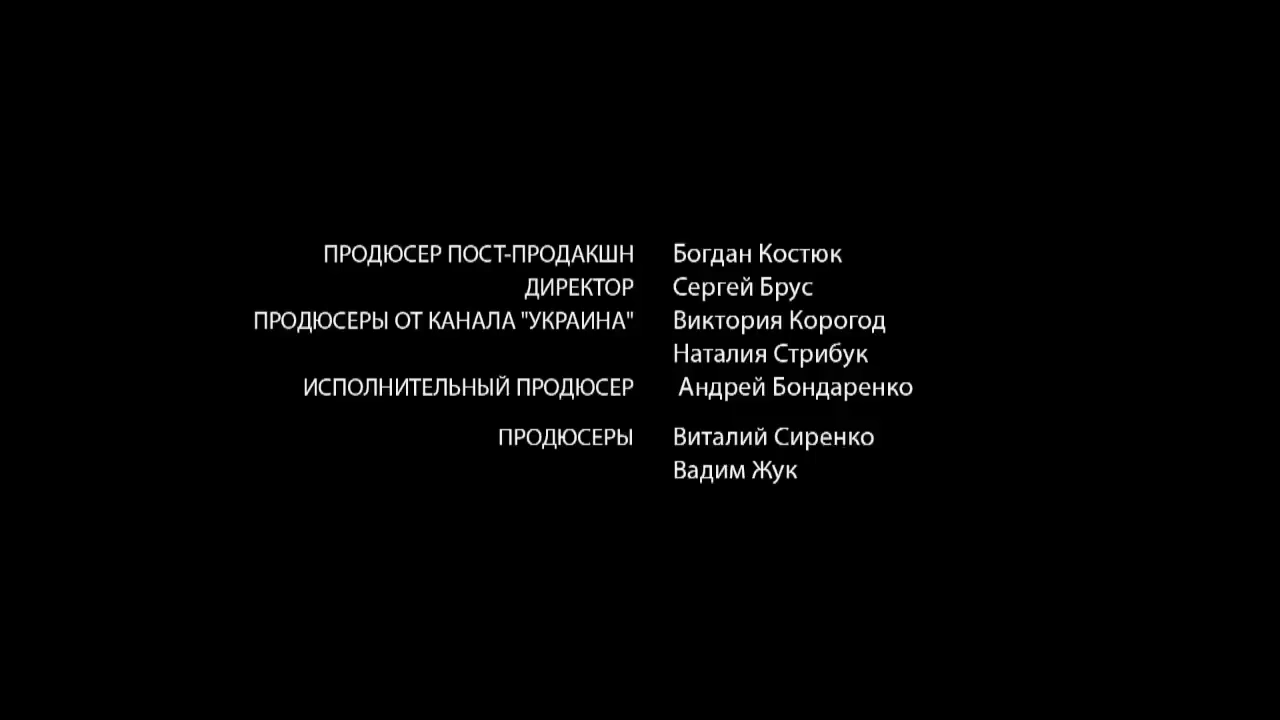 ПРОДЮСЕР ПОСТ-ПРОДАКШН Богдан Костюк
ДИРЕКТОР Сергей Брус
ПРОДЮСЕРЫ ОТ КАНАЛА "УКРАИНА" Виктория Корогод
Наталия Стрибук
ИСПОЛНИТЕЛЬНЫЙ ПРОДЮСЕР Андрей Бондаренко
ПРОДЮСЕРЫ Виталий Сиренко
Вадим Жук